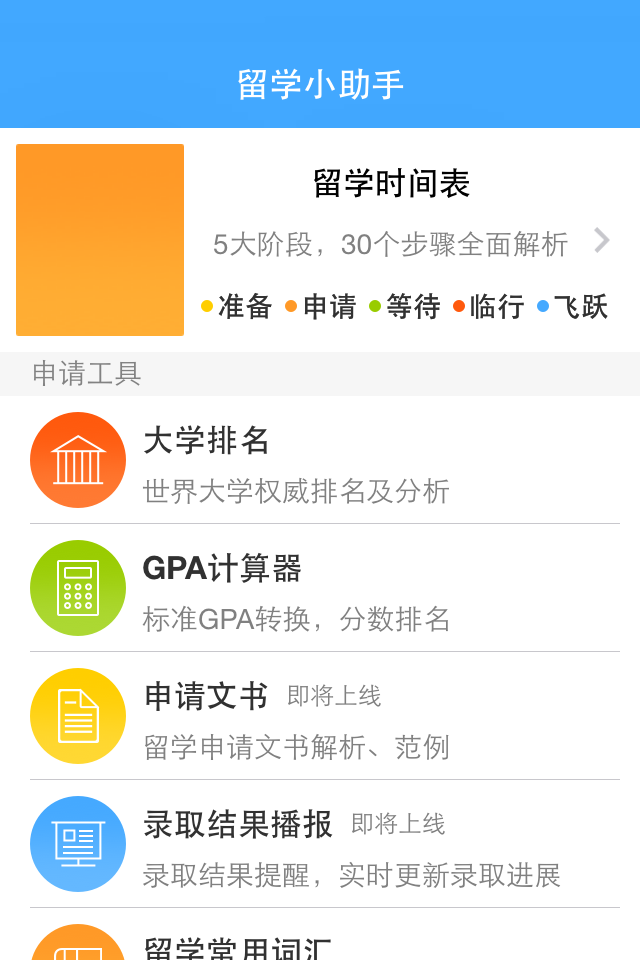 留学小助手
留学时间表
5大阶段，30个步骤全面解析
准备 申请 等待 临行 飞跃
申请工具
大学排名
世界大学权威排名及分析
GPA计算器
标准GPA转换，分数排名
申请文书 即将上线
留学申请文书解析、范例
录取结果播报 即将上线
录取结果提醒，实时更新录取进展
留学常用词汇